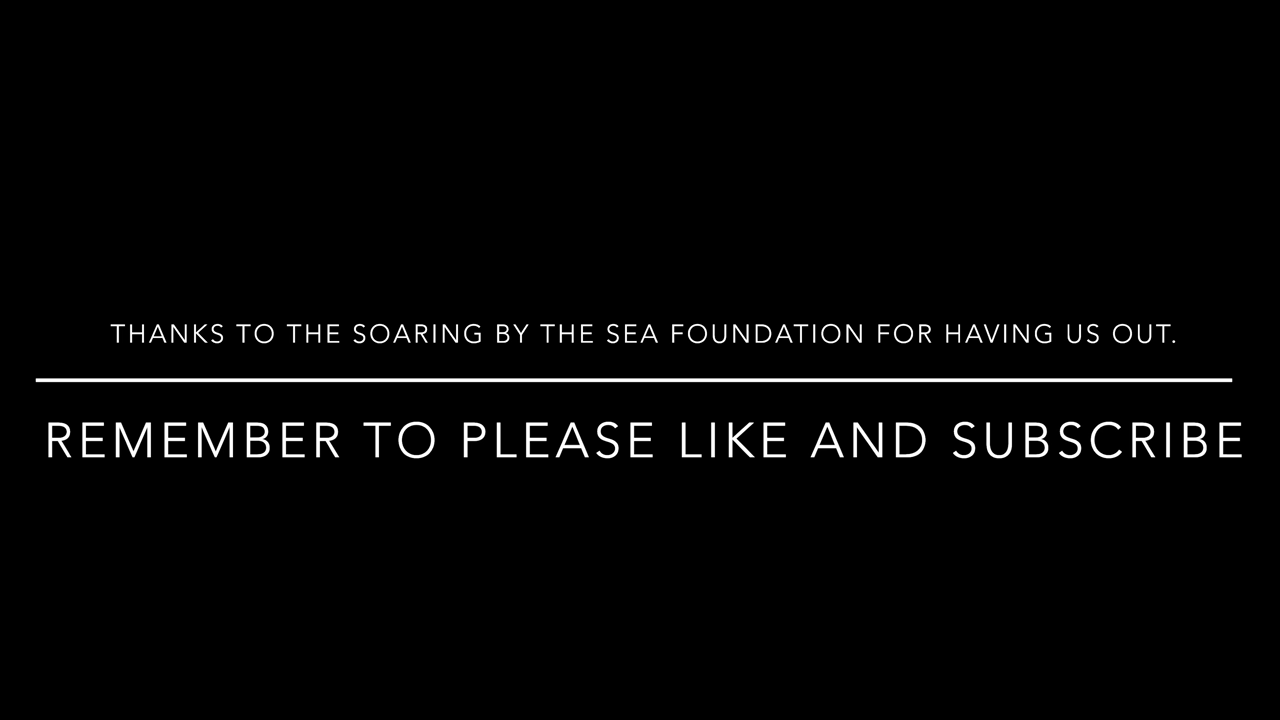 THANKS TO THE SOARING BY THE SEA FOUNDATION FOR HAVING US OUT.
REMEMBER TO PLEASE LIKE AND SUBSCRIBE